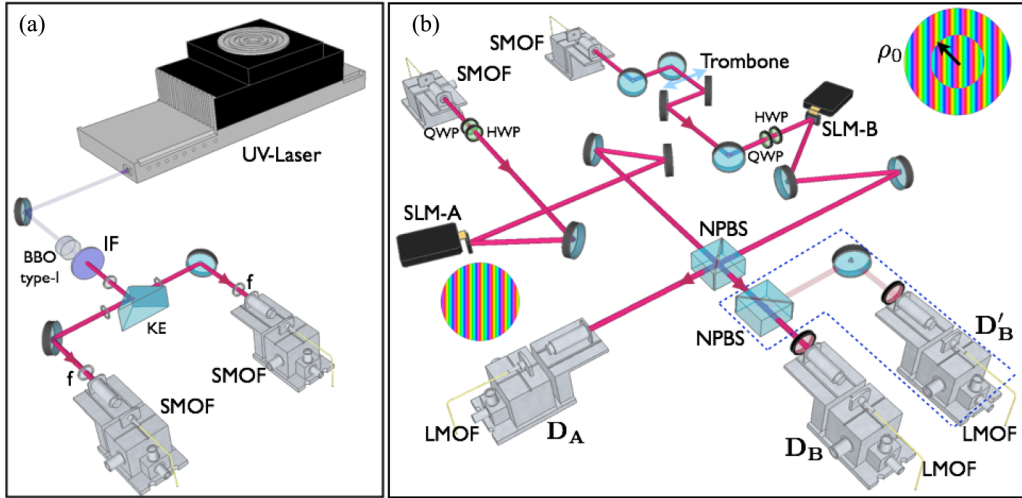 (a)
UV-Laser
BBO
type-I
IF
KE
f
SMOF
f
SMOF
(b)
SMOF
SMOF
Trombone
ρ0
QWP
HWP
HWP
QWP
SLM-B
SLM-A
NPBS
NPBS
D'B
LMOF
DA
DB
LMOF
LMOF